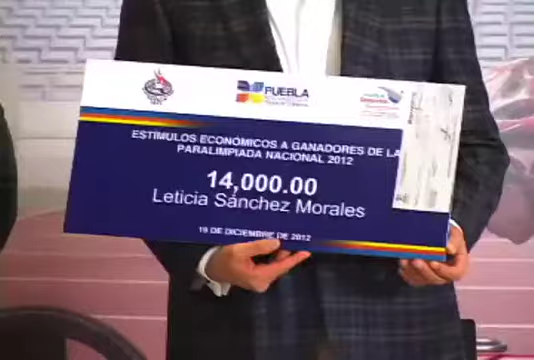 PUEBLA
ESTÍMULOS ECONÓMICOS A GANADORES DE LA
PARALIMPIADA NACIONAL 2012
14,000.00
Leticia Sánchez Morales
19 DE DICIEMBRE DE 2012